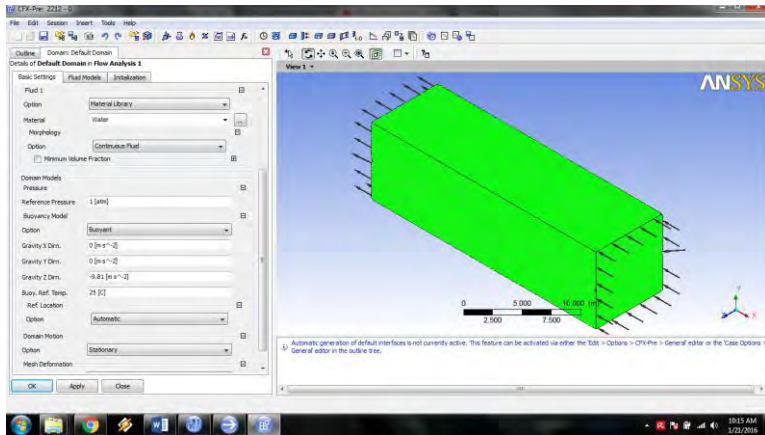 CFX-Pre: 2212 - 0
File Edit Session Insert Tools Help
Outline Domain: Default Domain
Details of Default Domain in Flow Analysis 1
Basic Settings Fluid Models Initialization
Fluid 1
Option Material Library
Material Water
Morphology
Option Continuous Fluid
Minimum Volume Fraction
Domain Models
Pressure
Reference Pressure 1 [atm]
Buoyancy Model
Option Buoyant
Gravity X Dirn. 0 [m s^-2]
Gravity Y Dirn. 0 [m s^-2]
Gravity Z Dirn. -9.81 [m s^-2]
Buoy. Ref. Temp. 25 [C]
Ref. Location
Option Automatic
Domain Motion
Option Stationary
Mesh Deformation
OK Apply Close
View 1
ANSYS
0 5.000 10.000 (m)
2.500 7.500
Y
X
Automatic generation of default interfaces is not currently active. This feature can be activated via either the 'Edit > Options > CFX-Pre > General editor or the 'Case Options >
General editor in the outline tree.
10:15 AM
1/21/2016